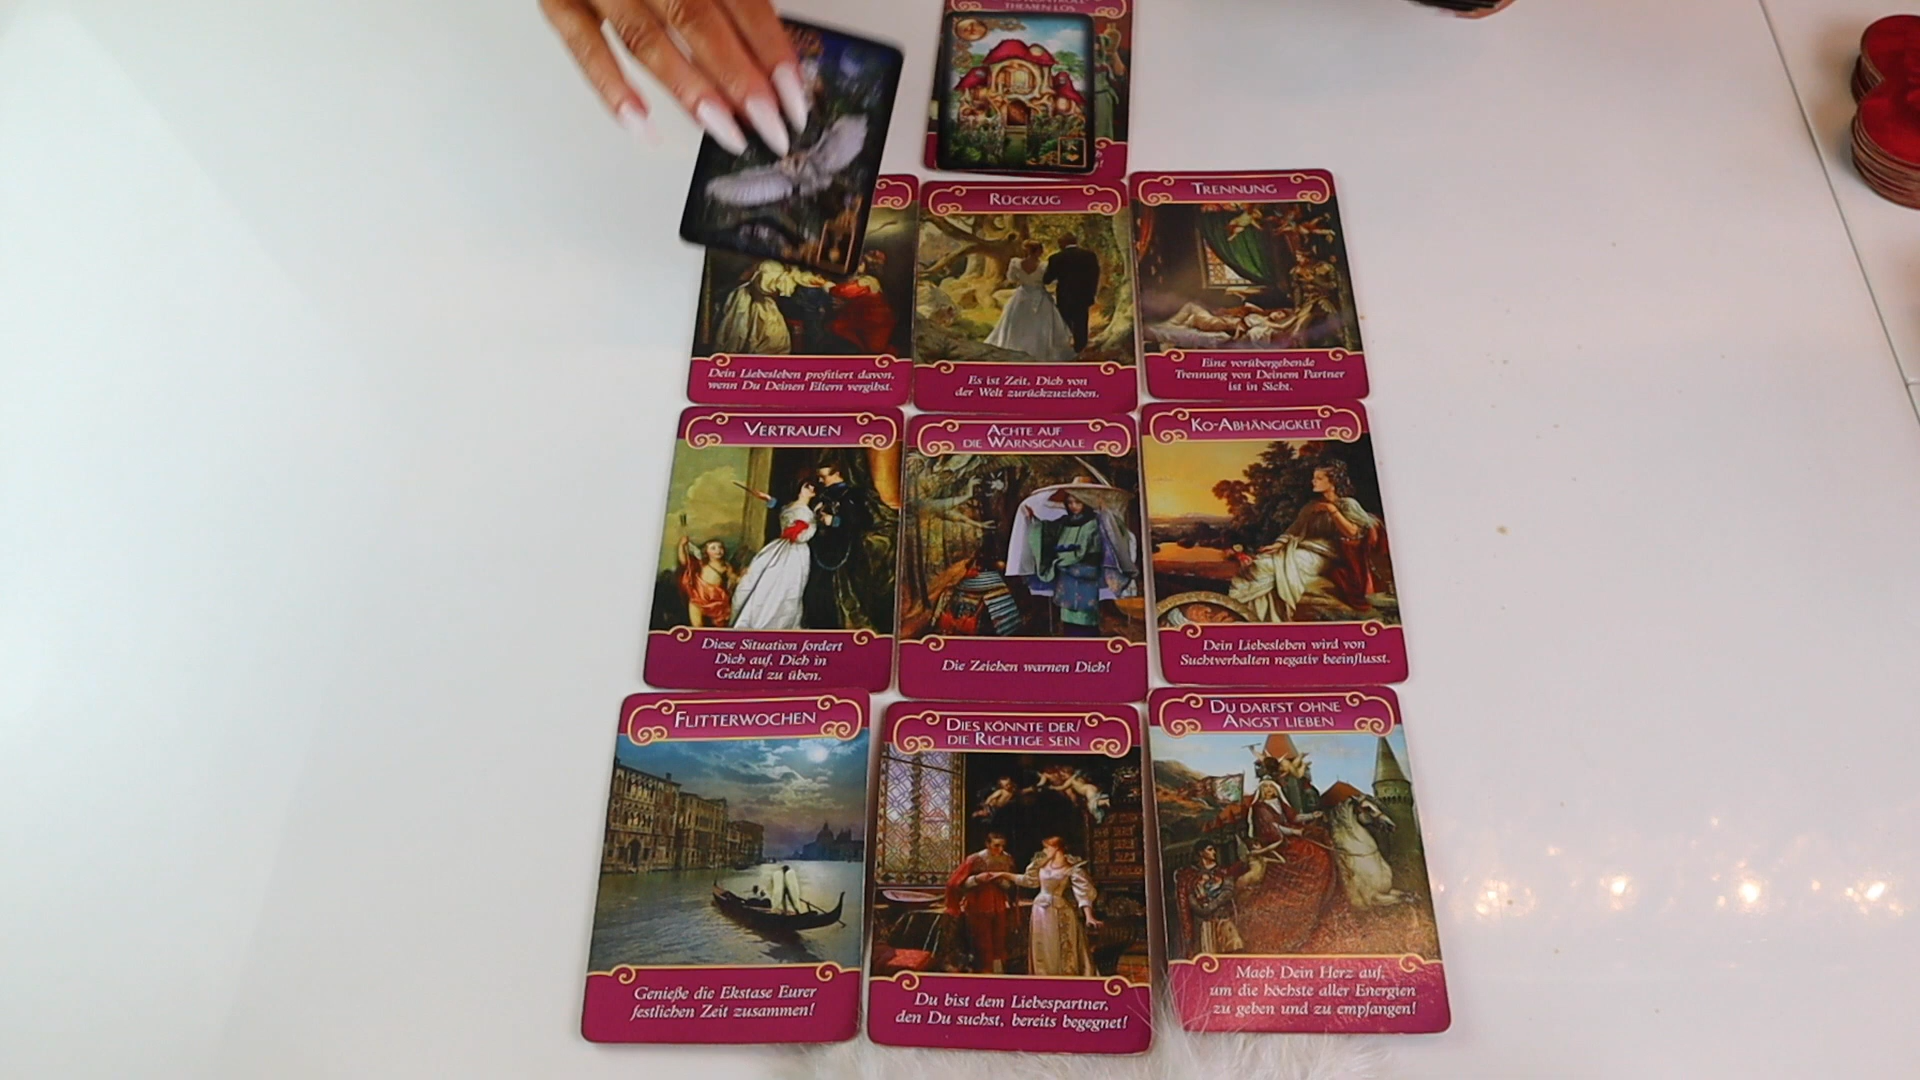 THEMEN LOS
RÜCKZUG
TRENNUNG
Dein Liebesleben profitiert davon,
wenn Du Deinen Eltern vergibst.
Es ist Zeit, Dich von
der Welt zurückzuziehen.
Eine vorübergehende
Trennung von Deinem Partner
ist in Sicht.
VERTRAUEN
ACHTE AUF
DIE WARNSIGNALE
KO-ABHÄNGIGKEIT
Diese Situation fordert
Dich auf, Dich in
Geduld zu üben.
Die Zeichen warnen Dich!
Dein Liebesleben wird von
Suchtverhalten negativ beeinflusst.
FLITTERWOCHEN
DIES KÖNNTE DER/
DIE RICHTIGE SEIN
DU DARFST OHNE
ANGST LIEBEN
Genieße die Ekstase Eurer
festlichen Zeit zusammen!
Du bist dem Liebespartner,
den Du suchst, bereits begegnet!
Mach Dein Herz auf,
um die höchste aller Energien
zu geben und zu empfangen!